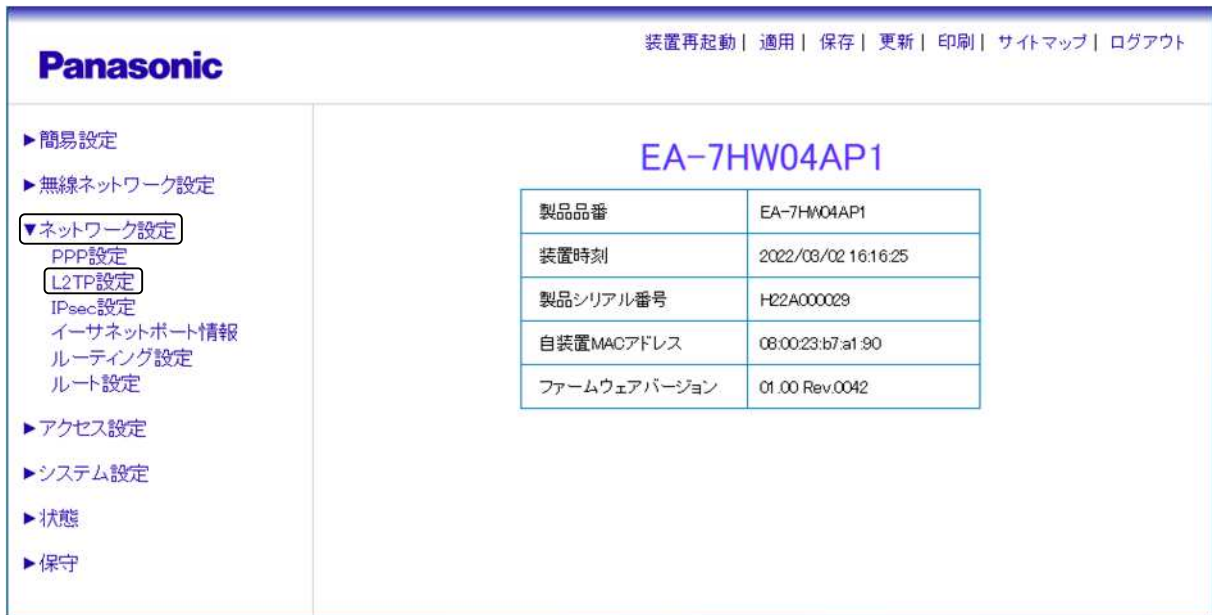 Panasonic
装置再起動| 適用| 保存| 更新| 印刷| サイトマップ| ログアウト
►簡易設定
►無線ネットワーク設定
▼ネットワーク設定
PPP設定
L2TP設定
IPsec設定
イーサネットポート情報
ルーティング設定
ルート設定
►アクセス設定
►システム設定
►状態
►保守
EA-7HW04AP1
製品品番 EA-7HW04AP1
装置時刻 2022/03/02 16:16:25
製品シリアル番号 H22A000029
自装置MACアドレス 08:00:23:b7:a1:90
ファームウェアバージョン 01.00 Rev.0042